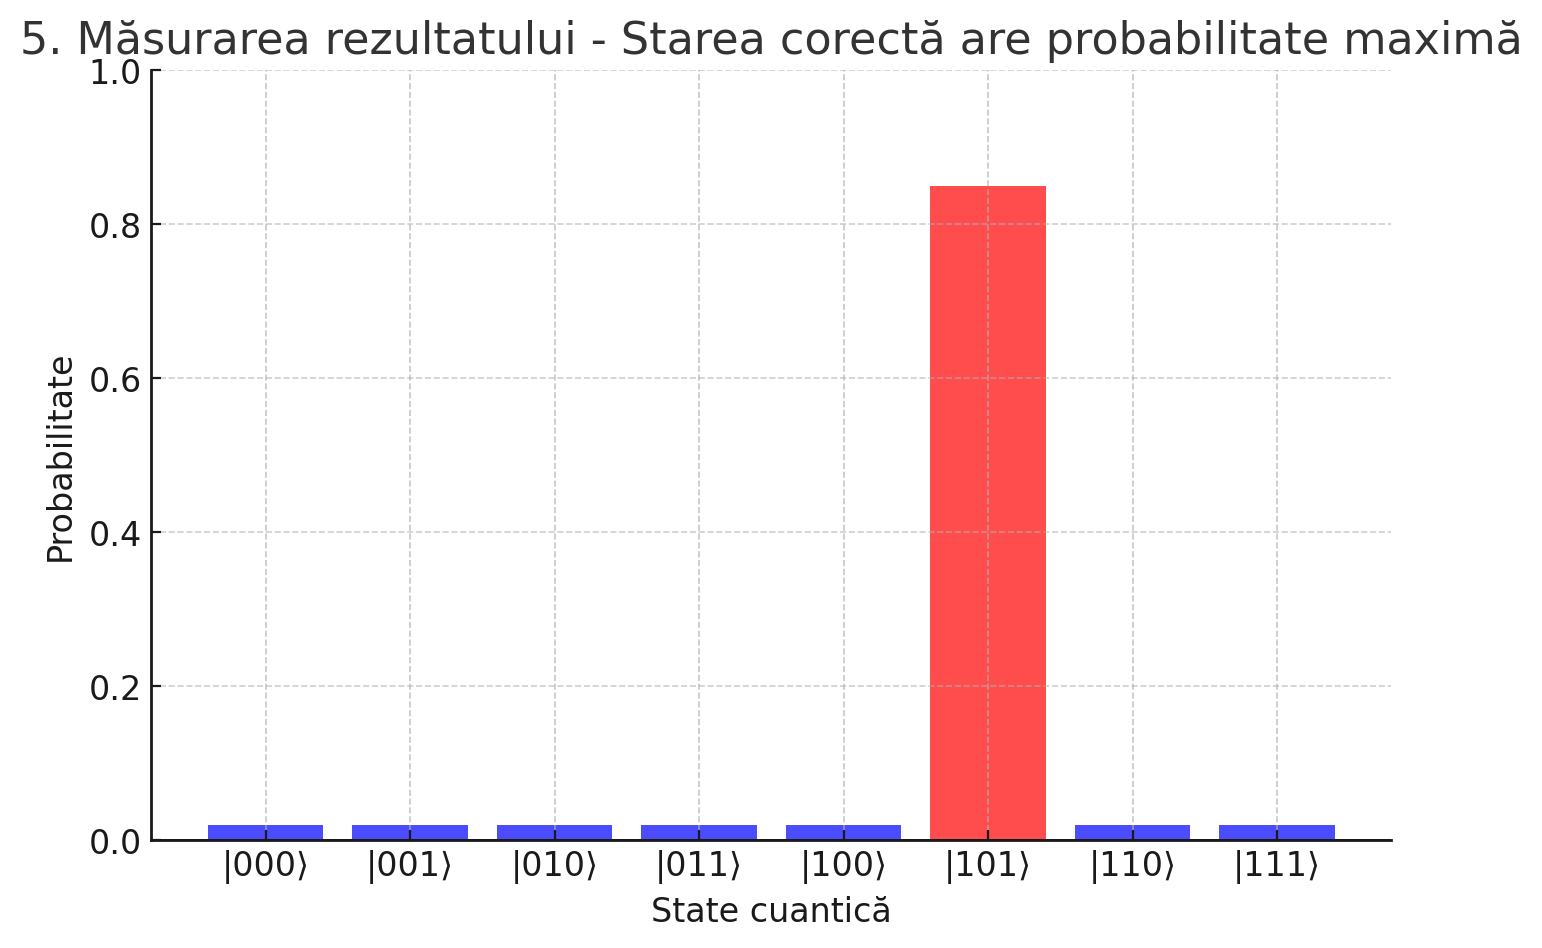 5. Măsurarea rezultatului - Starea corectă are probabilitate maximă
1.0
0.8
0.6
0.4
0.2
0.0
Probabilitate
|000⟩ |001⟩ |010⟩ |011⟩ |100⟩ |101⟩ |110⟩ |111⟩
State cuantică